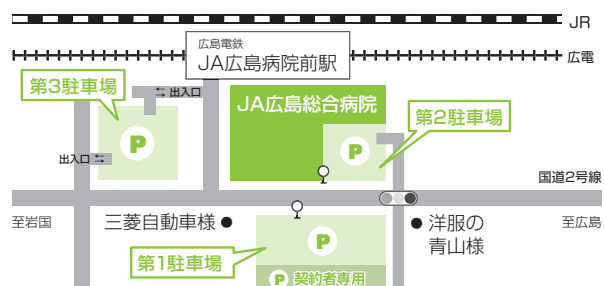 JR
広島電鉄
JA広島病院前駅
広電
第3駐車場
出入口
JA広島総合病院
第2駐車場
P
P
出入口
国道2号線
至岩国
三菱自動車様
洋服の
青山様
至広島
P
第1駐車場
P 契約者専用